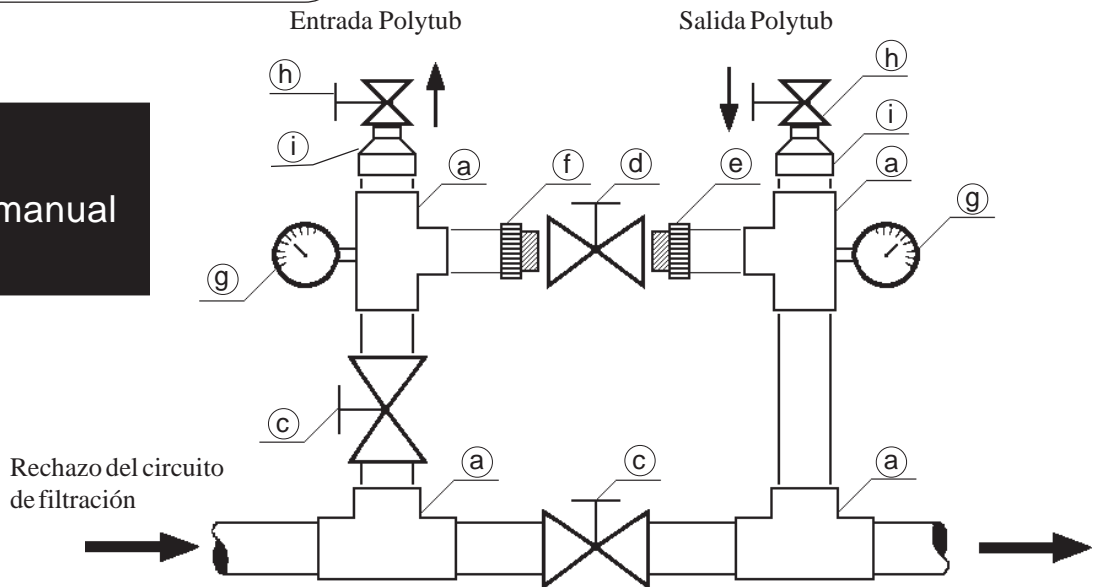 Entrada Polytub
Salida Polytub
h
h
i
i
a
f
d
e
a
manual
g
g
c
Rechazo del circuito
de filtración
a
c
a